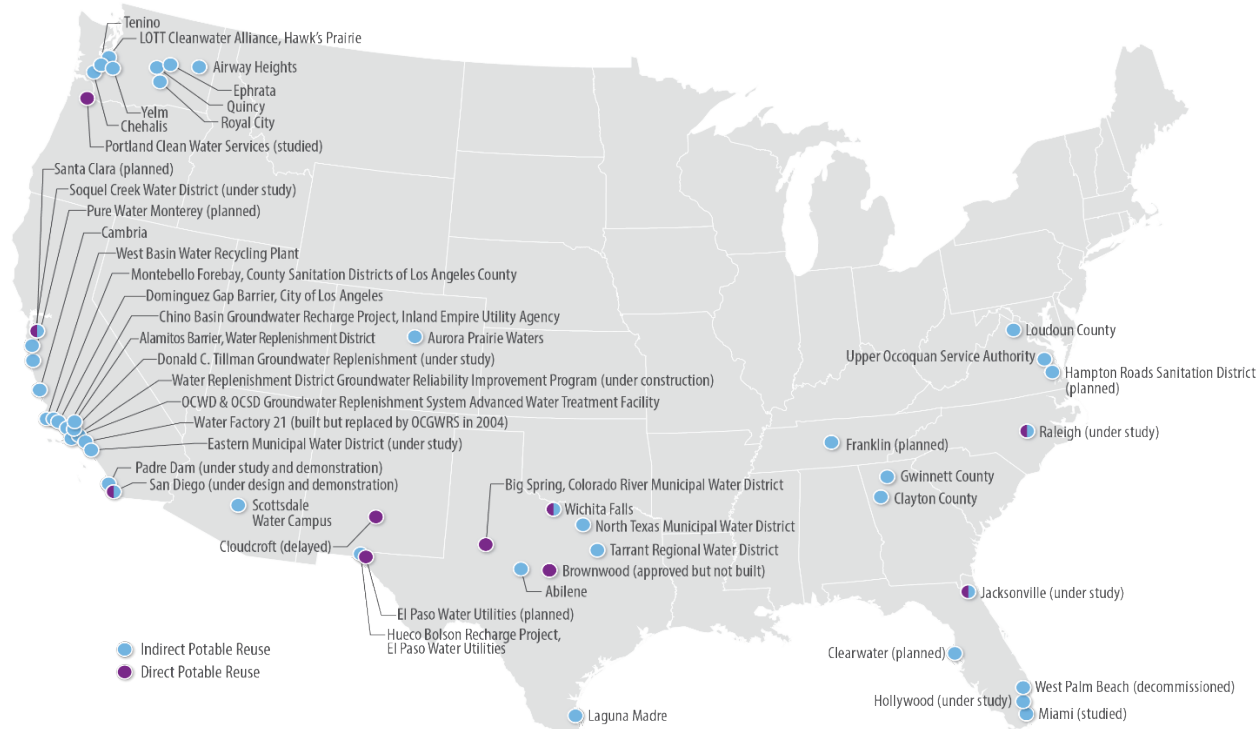 Tenino
LOTT Cleanwater Alliance, Hawk's Prairie
Airway Heights
Ephrata
Quincy
Royal City
Yelm
Chehalis
Portland Clean Water Services (studied)
Santa Clara (planned)
Soquel Creek Water District (under study)
Pure Water Monterey (planned)
Cambria
West Basin Water Recycling Plant
Montebello Forebay, County Sanitation Districts of Los Angeles County
Dominguez Gap Barrier, City of Los Angeles
Chino Basin Groundwater Recharge Project, Inland Empire Utility Agency
Alamitos Barrier, Water Replenishment District
Aurora Prairie Waters
Donald C. Tillman Groundwater Replenishment (under study)
Water Replenishment District Groundwater Reliability Improvement Program (under construction)
OCWD & OCSD Groundwater Replenishment System Advanced Water Treatment Facility
Water Factory 21 (built but replaced by OCGWRS in 2004)
Eastern Municipal Water District (under study)
Padre Dam (under study and demonstration)
San Diego (under design and demonstration)
Scottsdale
Water Campus
Cloudcroft (delayed)
Big Spring, Colorado River Municipal Water District
Wichita Falls
North Texas Municipal Water District
Tarrant Regional Water District
Brownwood (approved but not built)
Abilene
El Paso Water Utilities (planned)
Hueco Bolson Recharge Project,
El Paso Water Utilities
Laguna Madre
Loudoun County
Upper Occoquan Service Authority
Hampton Roads Sanitation District
(planned)
Raleigh (under study)
Franklin (planned)
Gwinnett County
Clayton County
Jacksonville (under study)
Clearwater (planned)
West Palm Beach (decommissioned)
Hollywood (under study)
Miami (studied)
Indirect Potable Reuse
Direct Potable Reuse